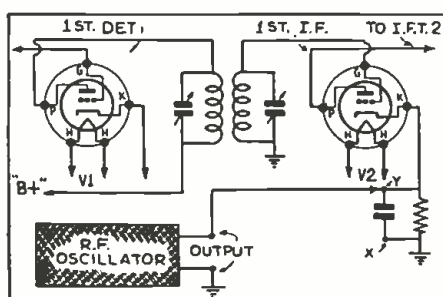 1ST. DET.
1ST. I.F.
TO I.F.T. 2
G
G
P
K
P
K
H
H
H
H
V1
V2
Y
"B+"
X
R.F.
OSCILLATOR
OUTPUT